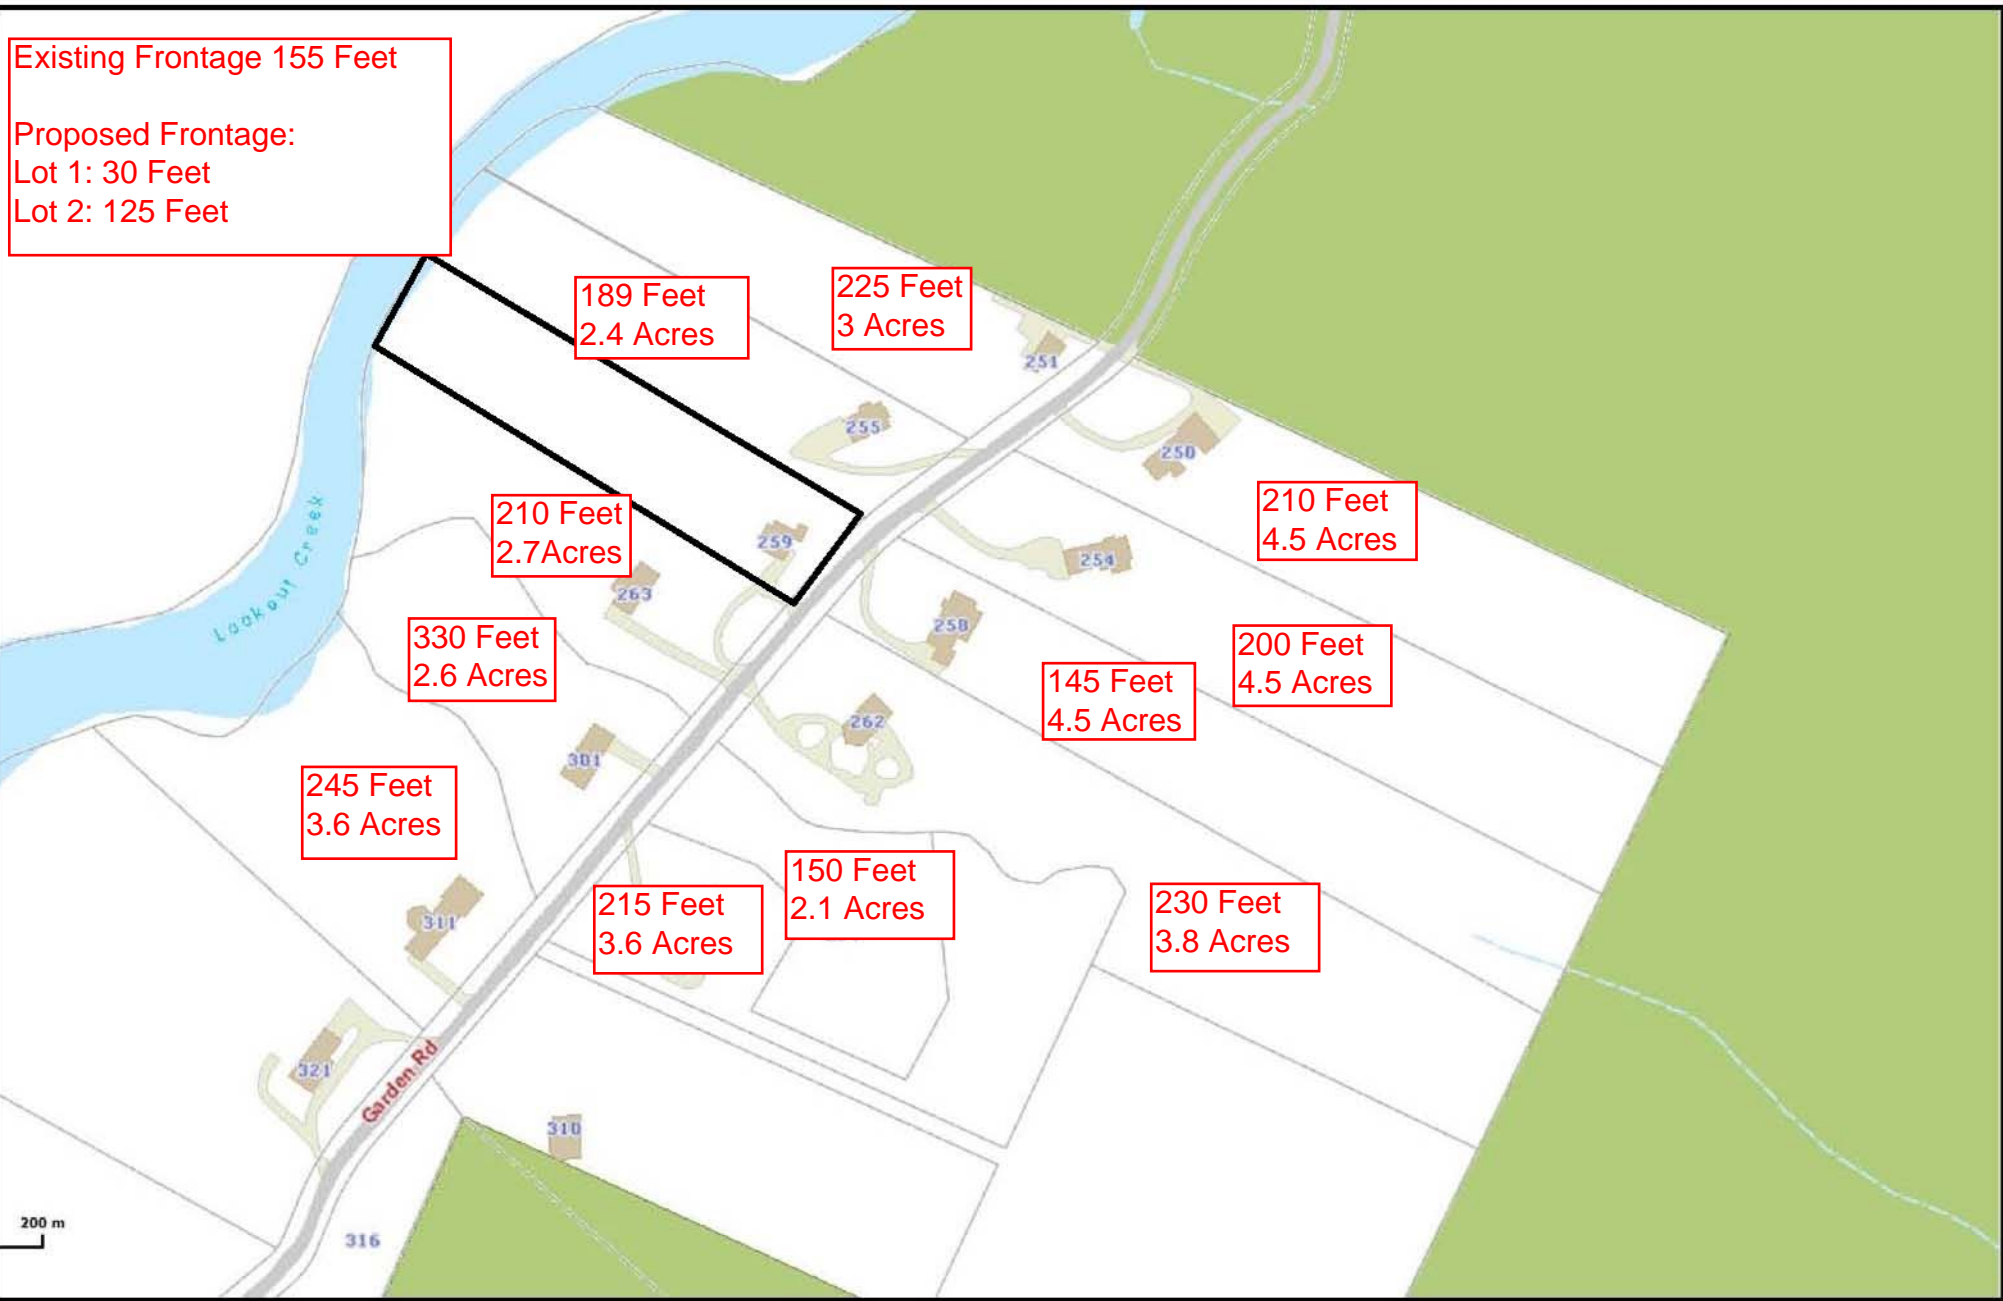 Existing Frontage 155 Feet
Proposed Frontage:
Lot 1: 30 Feet
Lot 2: 125 Feet
189 Feet
2.4 Acres
225 Feet
3 Acres
251
255
250
210 Feet
4.5 Acres
210 Feet
2.7Acres
259
254
263
258
Lookout Creek
330 Feet
2.6 Acres
200 Feet
4.5 Acres
145 Feet
4.5 Acres
262
301
245 Feet
3.6 Acres
150 Feet
2.1 Acres
215 Feet
3.6 Acres
230 Feet
3.8 Acres
311
321
Garden Rd
310
200 m
316